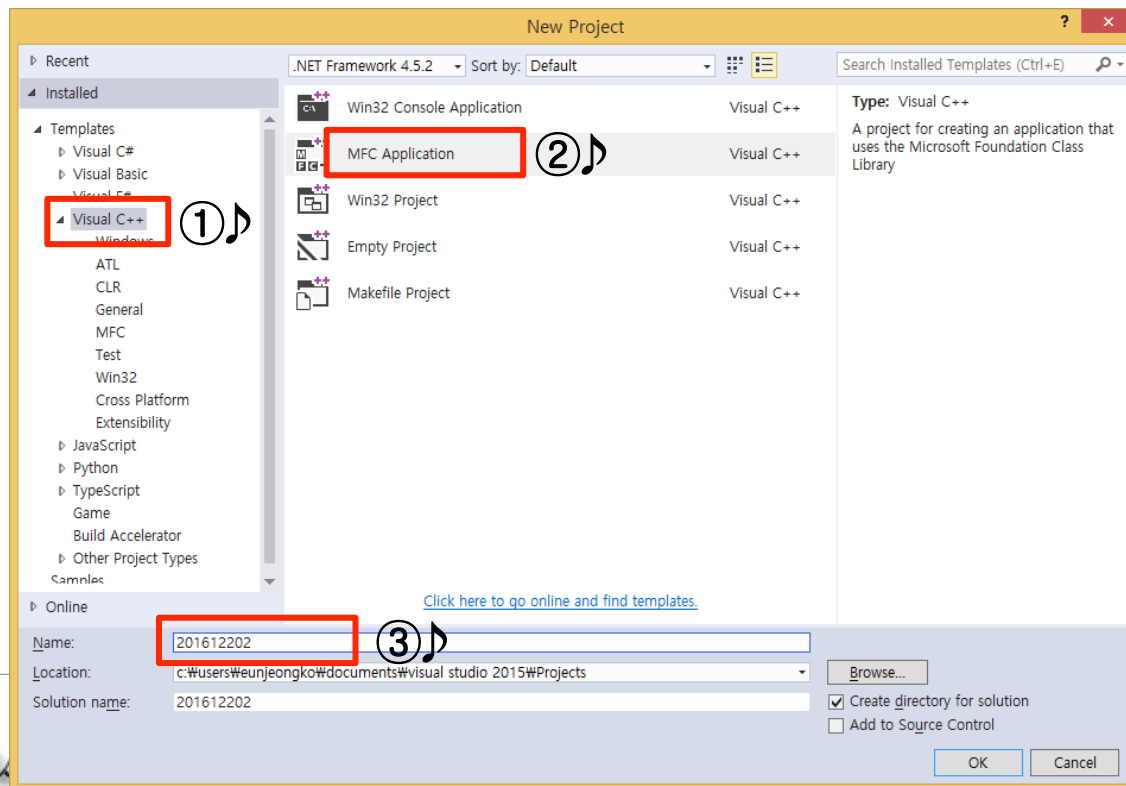 New Project
? ×
Recent
.NET Framework 4.5.2 Sort by: Default
Search Installed Templates (Ctrl+E)
Installed
Templates
Visual C#
Visual Basic
Visual F#
Visual C++
Windows
ATL
CLR
General
MFC
Test
Win32
Cross Platform
Extensibility
JavaScript
Python
TypeScript
Game
Build Accelerator
Other Project Types
Samples
Online
①♪
Win32 Console Application Visual C++
MFC Application ②♪ Visual C++
Win32 Project Visual C++
Empty Project Visual C++
Makefile Project Visual C++
Click here to go online and find templates.
Type: Visual C++
A project for creating an application that
uses the Microsoft Foundation Class
Library
Name: 201612202 ③♪
Location: c:₩users₩eunjeongko₩documents₩visual studio 2015₩Projects Browse...
Solution name: 201612202
Create directory for solution
Add to Source Control
OK Cancel